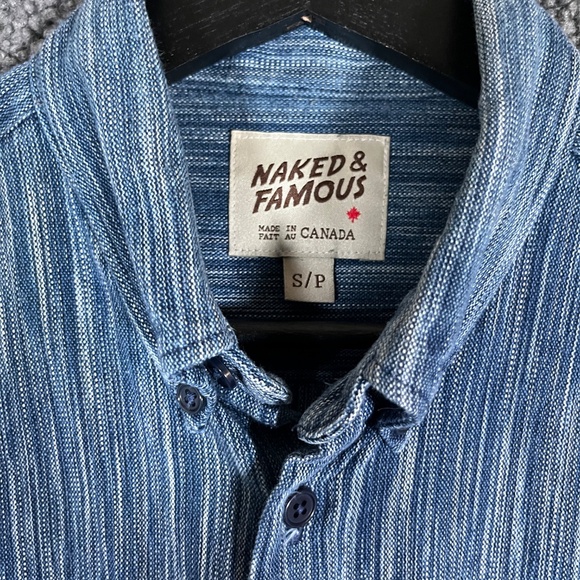 NAKED &
FAMOUS
MADE IN
FAIT AU CANADA
S/P